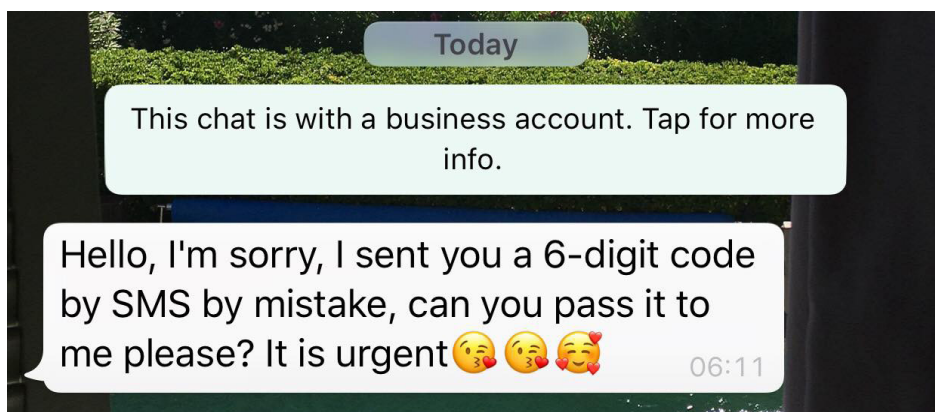 Today
This chat is with a business account. Tap for more
info.
Hello, I'm sorry, I sent you a 6-digit code
by SMS by mistake, can you pass it to
me please? It is urgent😘😘🥰
06:11